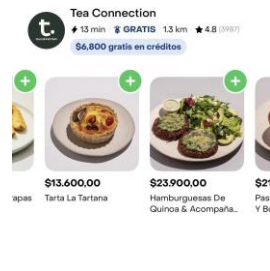 Tea Connection
13 min GRATIS 1.3 km 4.8 (3987)
$6,800 gratis en créditos
t.
$13.600,00
$23.900,00
$2
apas
Tarta La Tartana
Hamburguesas De
Quinoa & Acompaña...
Pas
Y B